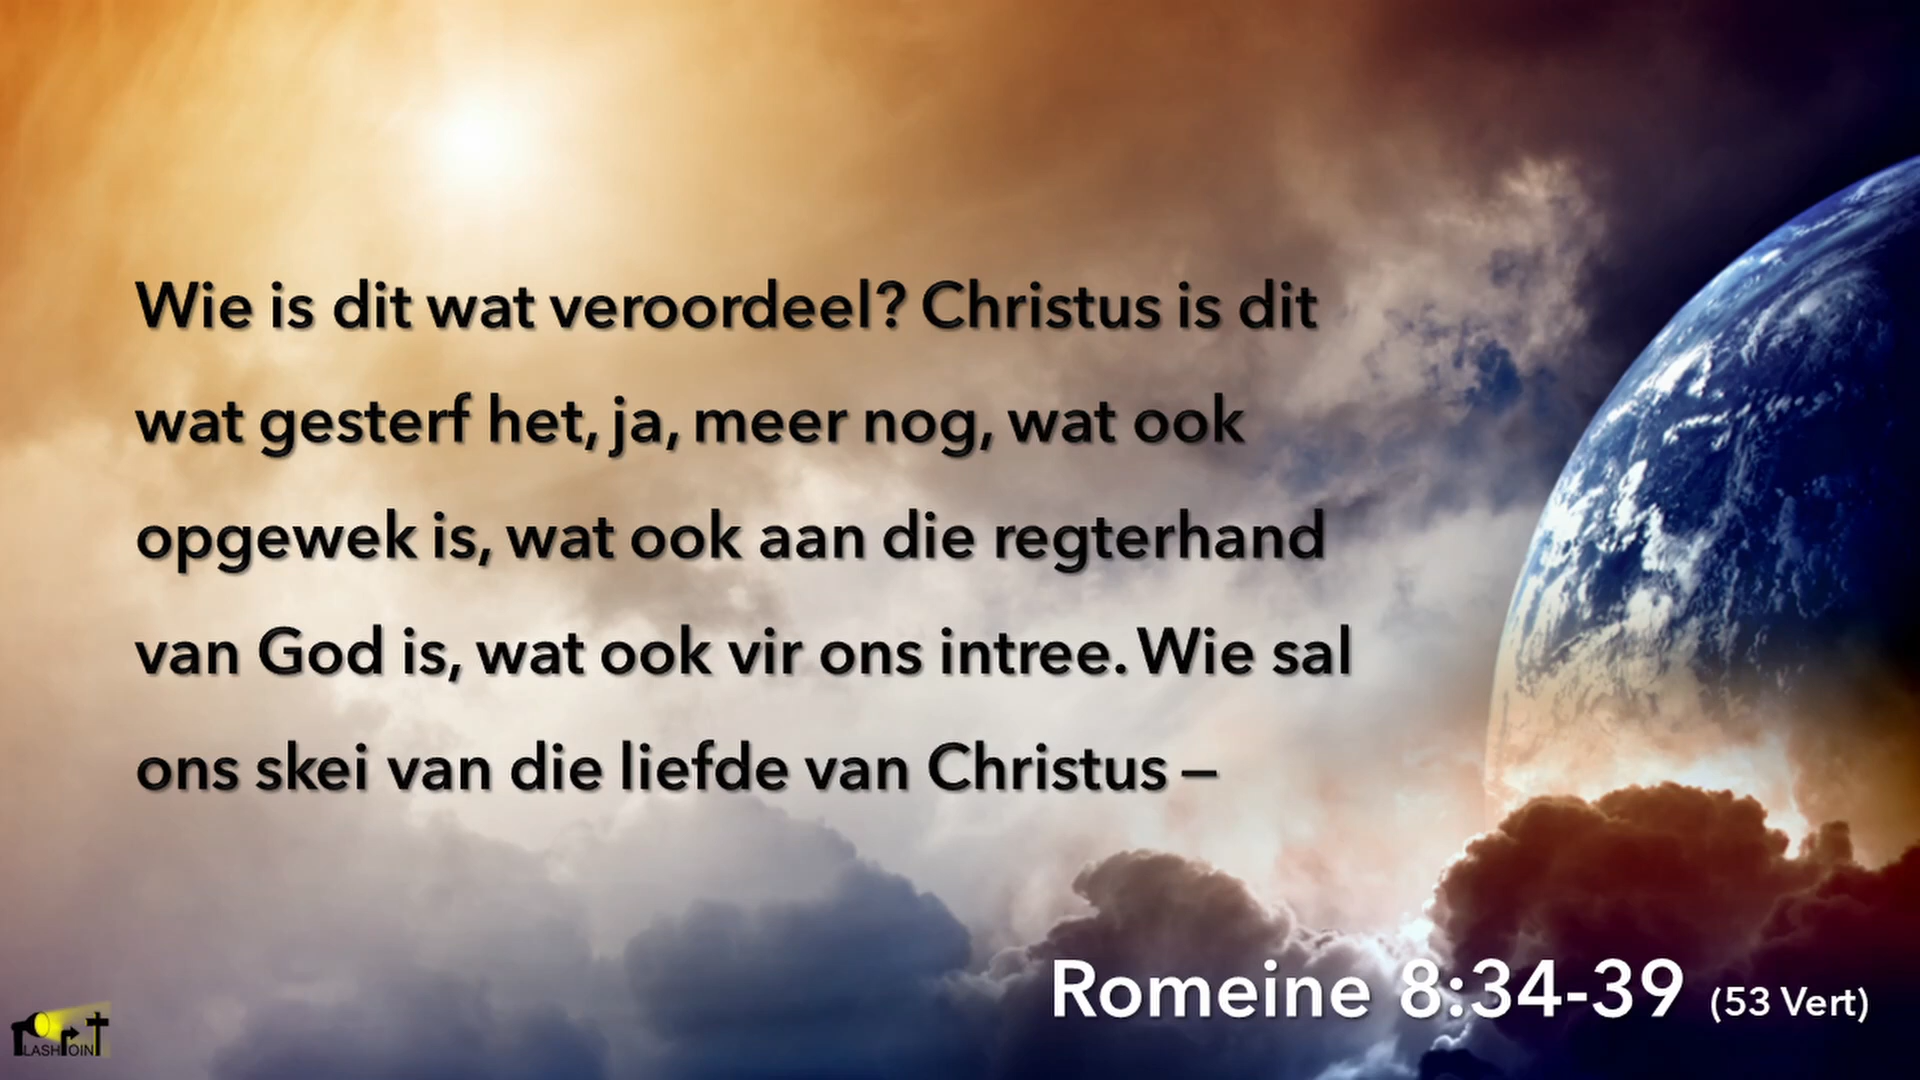 Wie is dit wat veroordeel? Christus is dit
wat gesterf het, ja, meer nog, wat ook
opgewek is, wat ook aan die regterhand
van God is, wat ook vir ons intree. Wie sal
ons skei van die liefde van Christus –
Romeine 8:34-39 (53 Vert)
LASH OIN